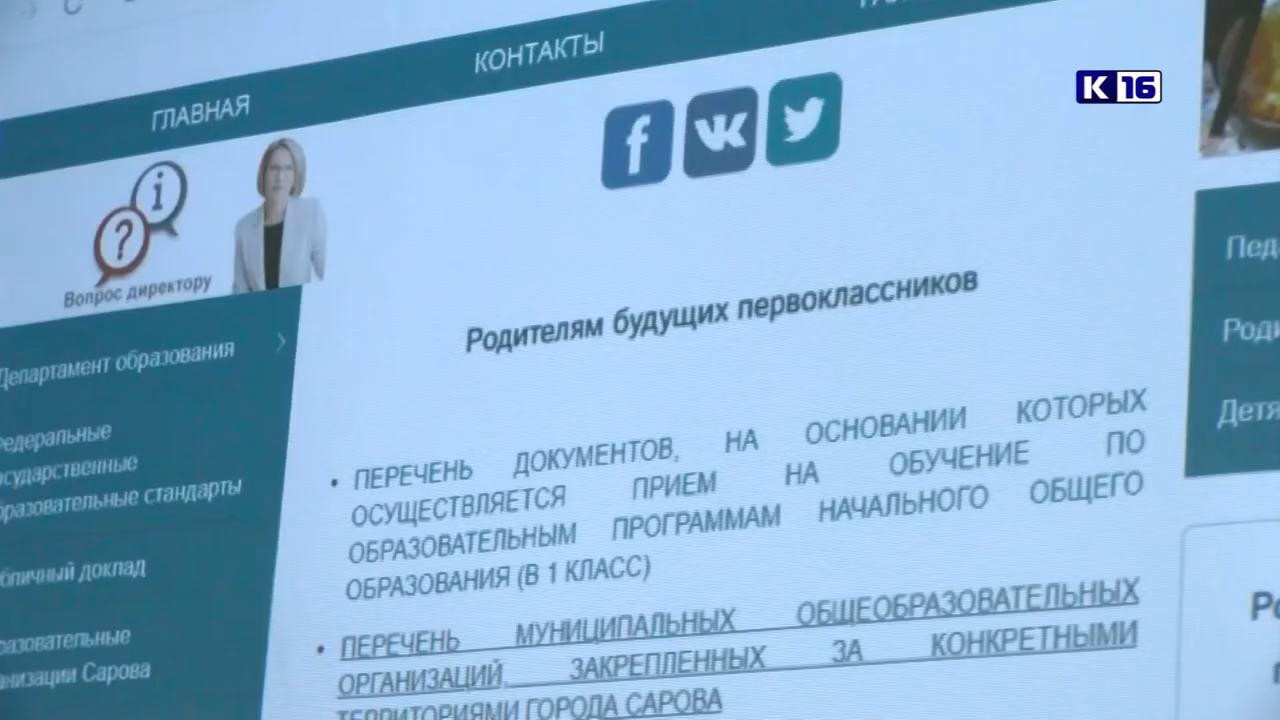 КОНТАКТЫ
ГЛАВНАЯ
К 16
Вопрос директору
Родителям будущих первоклассников
Департамент образования
• ПЕРЕЧЕНЬ ДОКУМЕНТОВ, НА ОСНОВАНИИ КОТОРЫХ
ОСУЩЕСТВЛЯЕТСЯ ПРИЕМ НА ОБУЧЕНИЕ ПО
ОБРАЗОВАТЕЛЬНЫМ ПРОГРАММАМ НАЧАЛЬНОГО ОБЩЕГО
ОБРАЗОВАНИЯ (В 1 КЛАСС)
• ПЕРЕЧЕНЬ МУНИЦИПАЛЬНЫХ ОБЩЕОБРАЗОВАТЕЛЬНЫХ
ОРГАНИЗАЦИЙ, ЗАКРЕПЛЕННЫХ ЗА КОНКРЕТНЫМИ
ТЕРРИТОРИЯМИ ГОРОДА САРОВА
едеральные
осударственные
бразовательные стандарты
бличный доклад
разовательные
низации Сарова
Пед
Роди
Детя